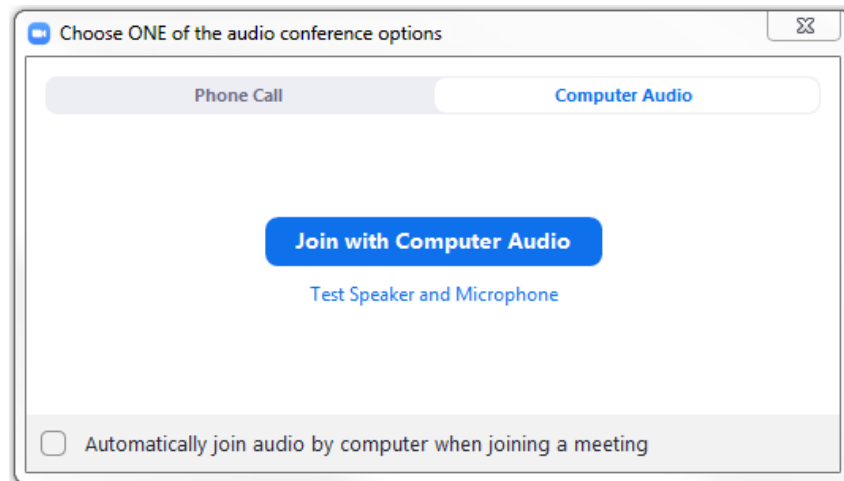 Choose ONE of the audio conference options
Phone Call
Computer Audio
Join with Computer Audio
Test Speaker and Microphone
Automatically join audio by computer when joining a meeting